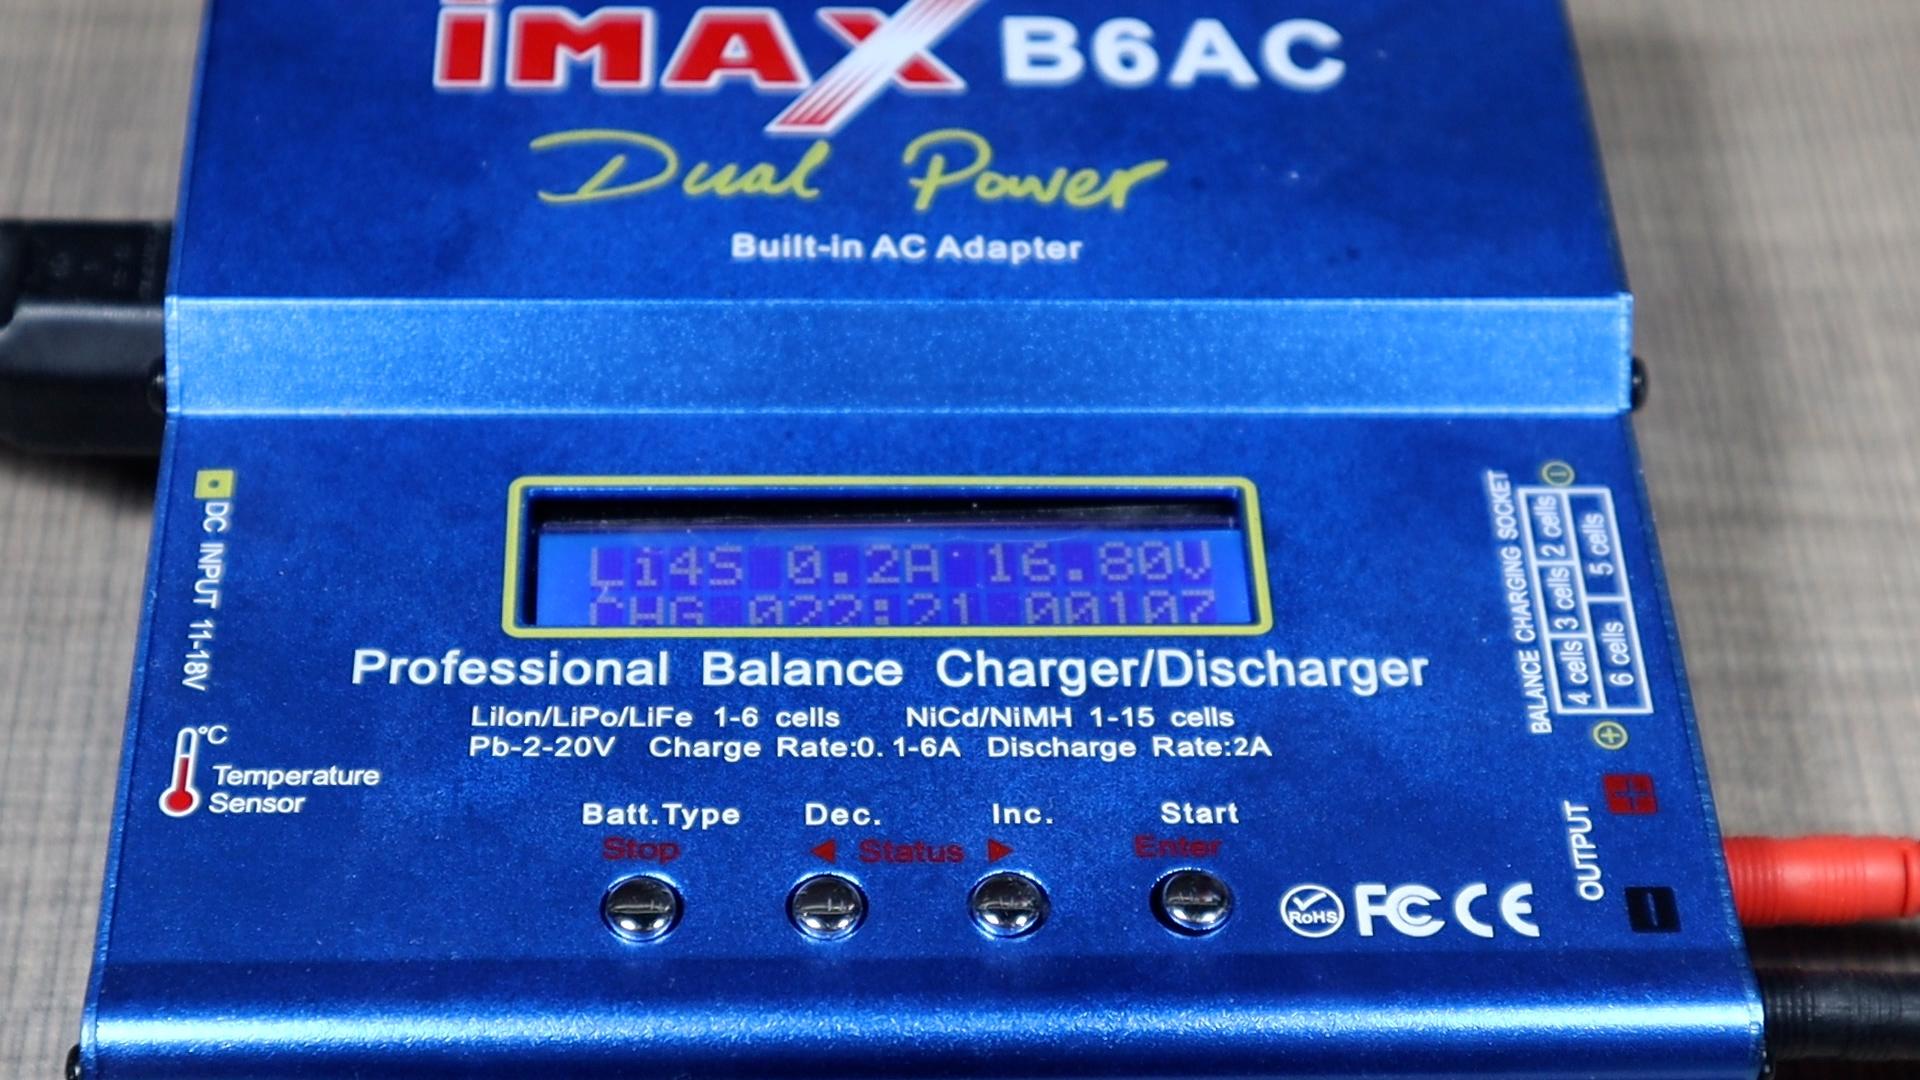 iMAX B6AC
Dual Power
Built-in AC Adapter
DC INPUT 11-18V
Li4S 0.2A 16.80V
CHG 022:21 00107
BALANCE CHARGING SOCKET
4 cells 3 cells 2 cells
6 cells 5 cells
Professional Balance Charger/Discharger
LiIon/LiPo/LiFe 1-6 cells NiCd/NiMH 1-15 cells
Pb-2-20V Charge Rate:0.1-6A Discharge Rate:2A
°C
Temperature
Sensor
Batt.Type Dec. Inc. Start
Stop ◀ Status ▶ Enter
OUTPUT
+
−
RoHS FC CE